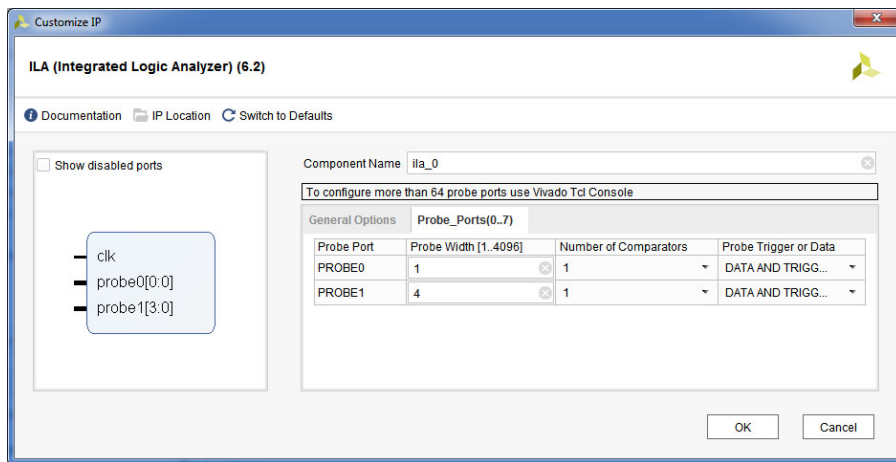 Customize IP
ILA (Integrated Logic Analyzer) (6.2)
Documentation IP Location Switch to Defaults
Show disabled ports
clk
probe0[0:0]
probe1[3:0]
Component Name ila_0
To configure more than 64 probe ports use Vivado Tcl Console
General Options Probe_Ports(0..7)
Probe Port Probe Width [1..4096] Number of Comparators Probe Trigger or Data
PROBE0 1 1 DATA AND TRIGG...
PROBE1 4 1 DATA AND TRIGG...
OK Cancel